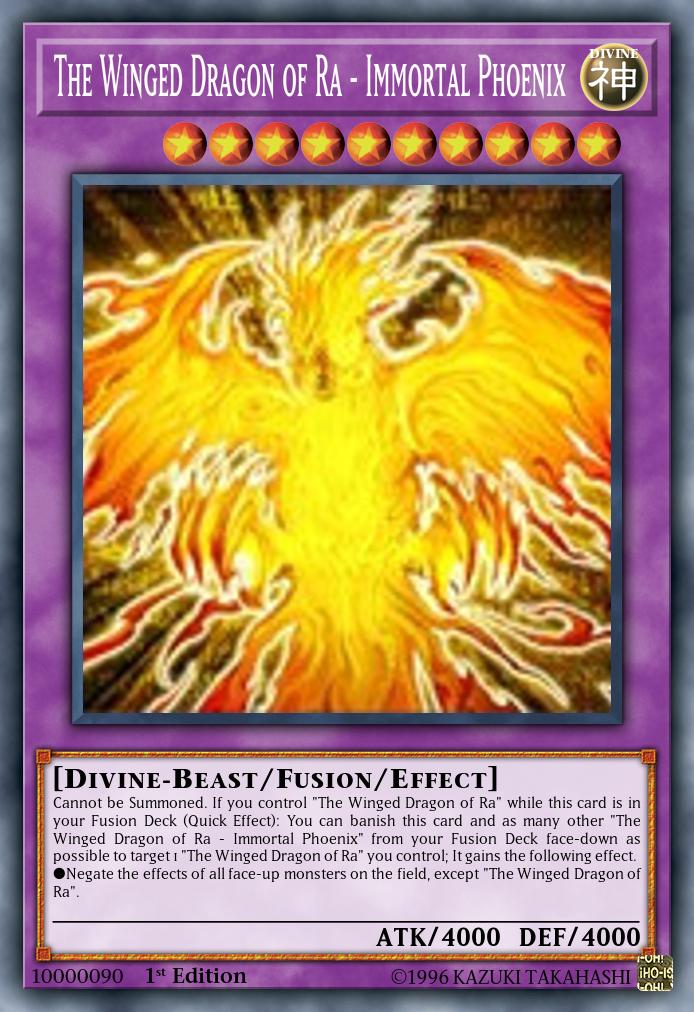 The Winged Dragon of Ra - Immortal Phoenix
DIVINE
神
[Divine-Beast/Fusion/Effect]
Cannot be Summoned. If you control "The Winged Dragon of Ra" while this card is in
your Fusion Deck (Quick Effect): You can banish this card and as many other "The
Winged Dragon of Ra - Immortal Phoenix" from your Fusion Deck face-down as
possible to target 1 "The Winged Dragon of Ra" you control; It gains the following effect.
●Negate the effects of all face-up monsters on the field, except "The Winged Dragon of
Ra".
ATK/4000 DEF/4000
10000090 1st Edition ©1996 KAZUKI TAKAHASHI